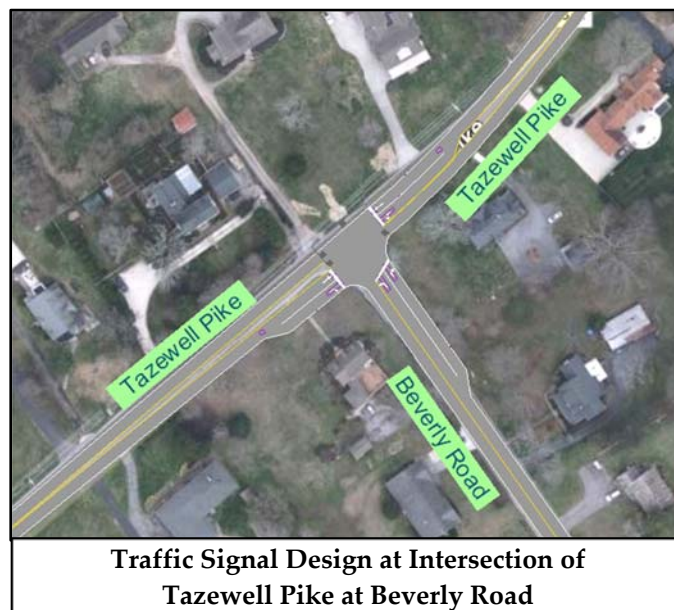 Tazewell Pike
Tazewell Pike
Beverly Road
Traffic Signal Design at Intersection of
Tazewell Pike at Beverly Road